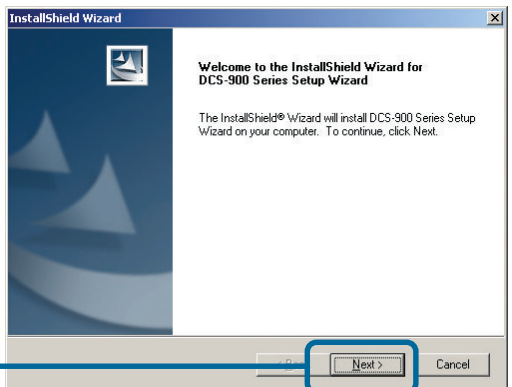 InstallShield Wizard
Welcome to the InstallShield Wizard for
DCS-900 Series Setup Wizard
The InstallShield® Wizard will install DCS-900 Series Setup
Wizard on your computer. To continue, click Next.
Next >
Cancel